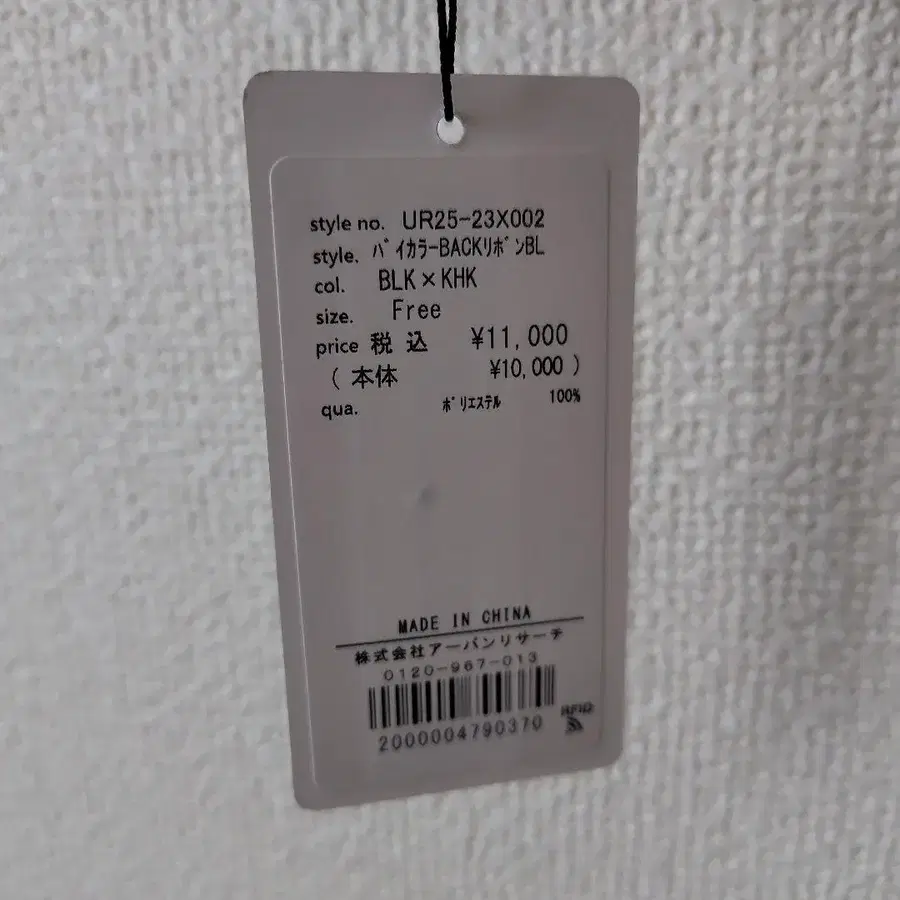 style no. UR25-23X002
style. ﾊﾞｲｶﾗｰBACKﾘﾎﾞﾝBL
col. BLK×KHK
size. Free
price 税 込 ¥11,000
( 本体 ¥10,000 )
qua. ﾎﾟﾘｴｽﾃﾙ 100%
MADE IN CHINA
株式会社アーバンリサーチ
0120-967-013
2000004790370
RFID